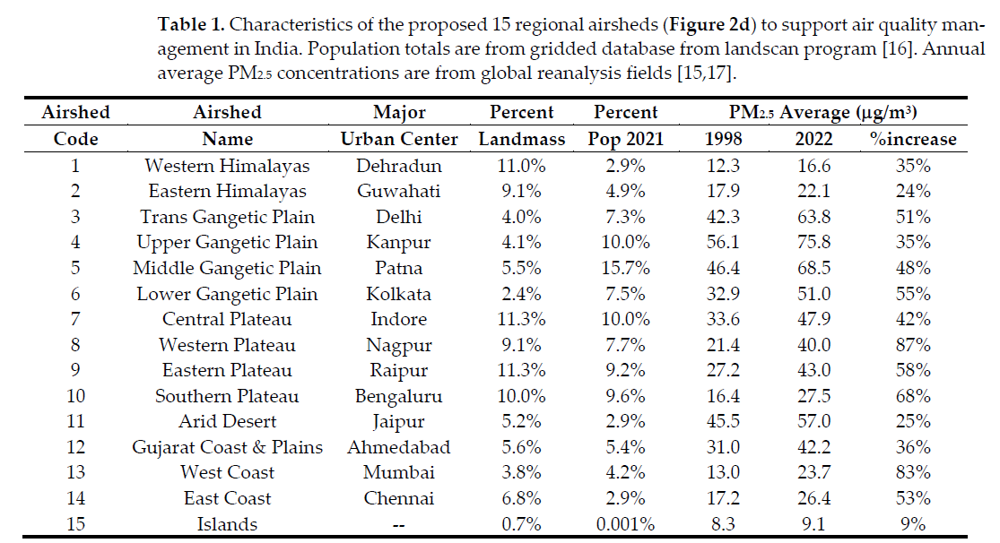 Table 1. Characteristics of the proposed 15 regional airsheds (Figure 2d) to support air quality man-
agement in India. Population totals are from gridded database from landscan program [16]. Annual
average PM2.5 concentrations are from global reanalysis fields [15,17].
Airshed Airshed Major Percent Percent PM2.5 Average (µg/m³)
Code Name Urban Center Landmass Pop 2021 1998 2022 %increase
1 Western Himalayas Dehradun 11.0% 2.9% 12.3 16.6 35%
2 Eastern Himalayas Guwahati 9.1% 4.9% 17.9 22.1 24%
3 Trans Gangetic Plain Delhi 4.0% 7.3% 42.3 63.8 51%
4 Upper Gangetic Plain Kanpur 4.1% 10.0% 56.1 75.8 35%
5 Middle Gangetic Plain Patna 5.5% 15.7% 46.4 68.5 48%
6 Lower Gangetic Plain Kolkata 2.4% 7.5% 32.9 51.0 55%
7 Central Plateau Indore 11.3% 10.0% 33.6 47.9 42%
8 Western Plateau Nagpur 9.1% 7.7% 21.4 40.0 87%
9 Eastern Plateau Raipur 11.3% 9.2% 27.2 43.0 58%
10 Southern Plateau Bengaluru 10.0% 9.6% 16.4 27.5 68%
11 Arid Desert Jaipur 5.2% 2.9% 45.5 57.0 25%
12 Gujarat Coast & Plains Ahmedabad 5.6% 5.4% 31.0 42.2 36%
13 West Coast Mumbai 3.8% 4.2% 13.0 23.7 83%
14 East Coast Chennai 6.8% 2.9% 17.2 26.4 53%
15 Islands -- 0.7% 0.001% 8.3 9.1 9%